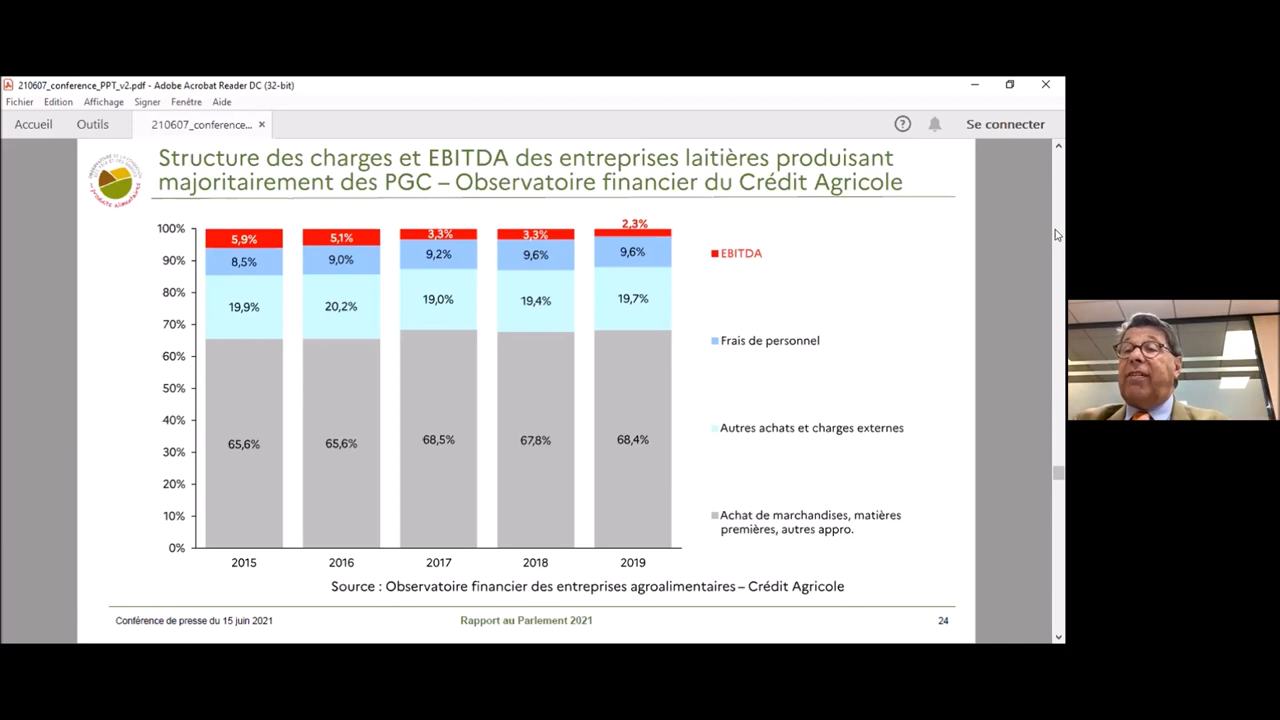 210607_conference_PPT_v2.pdf - Adobe Acrobat Reader DC (32-bit)
Fichier Edition Affichage Signer Fenêtre Aide
Accueil Outils 210607_conference... × Se connecter
Structure des charges et EBITDA des entreprises laitières produisant
majoritairement des PGC – Observatoire financier du Crédit Agricole
100%
90%
80%
70%
60%
50%
40%
30%
20%
10%
0%
5,9% 5,1% 3,3% 3,3% 2,3%
8,5% 9,0% 9,2% 9,6% 9,6%
19,9% 20,2% 19,0% 19,4% 19,7%
65,6% 65,6% 68,5% 67,8% 68,4%
2015 2016 2017 2018 2019
EBITDA
Frais de personnel
Autres achats et charges externes
Achat de marchandises, matières
premières, autres appro.
Source : Observatoire financier des entreprises agroalimentaires – Crédit Agricole
Conférence de presse du 15 juin 2021 Rapport au Parlement 2021 24